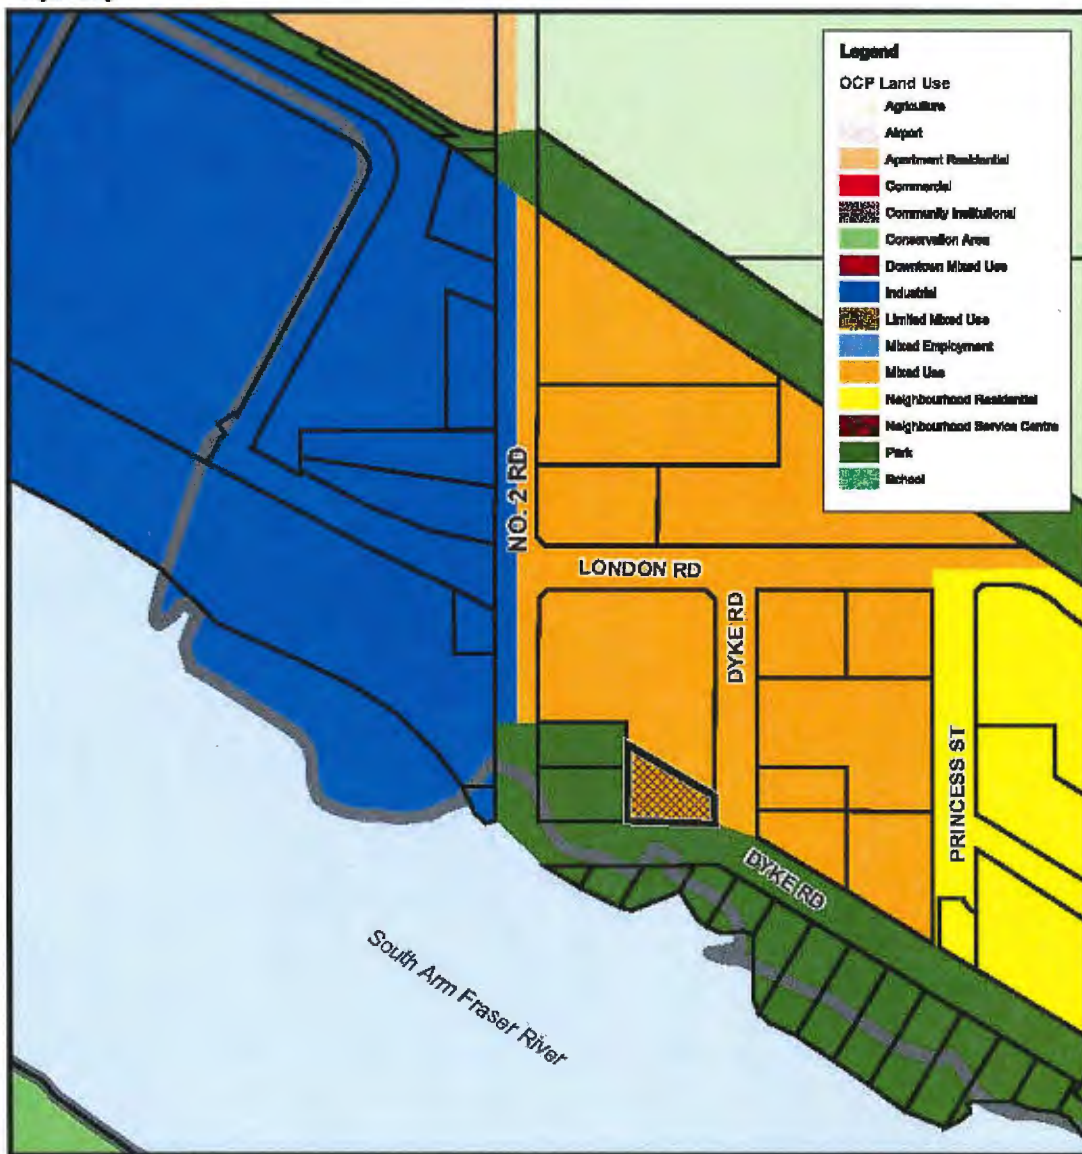 Legend
OCP Land Use
Agriculture
Airport
Apartment Residential
Commercial
Community Institutional
Conservation Area
Downtown Mixed Use
Industrial
Limited Mixed Use
Mixed Employment
Mixed Use
Neighbourhood Residential
Neighbourhood Service Centre
Park
School
NO. 2 RD
LONDON RD
DYKE RD
PRINCESS ST
DYKE RD
South Arm Fraser River